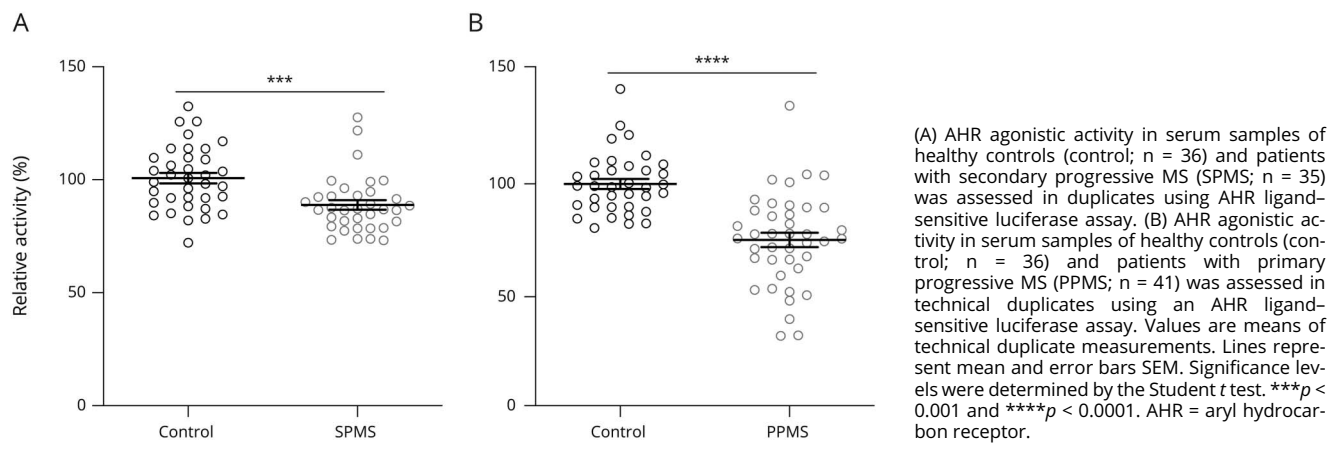 A
B
Relative activity (%)
150
100
50
0
***
Control
SPMS
150
100
50
0
****
Control
PPMS
(A) AHR agonistic activity in serum samples of
healthy controls (control; n = 36) and patients
with secondary progressive MS (SPMS; n = 35)
was assessed in duplicates using AHR ligand–
sensitive luciferase assay. (B) AHR agonistic ac-
tivity in serum samples of healthy controls (con-
trol; n = 36) and patients with primary
progressive MS (PPMS; n = 41) was assessed in
technical duplicates using an AHR ligand–
sensitive luciferase assay. Values are means of
technical duplicate measurements. Lines repre-
sent mean and error bars SEM. Significance lev-
els were determined by the Student t test. ***p <
0.001 and ****p < 0.0001. AHR = aryl hydrocar-
bon receptor.